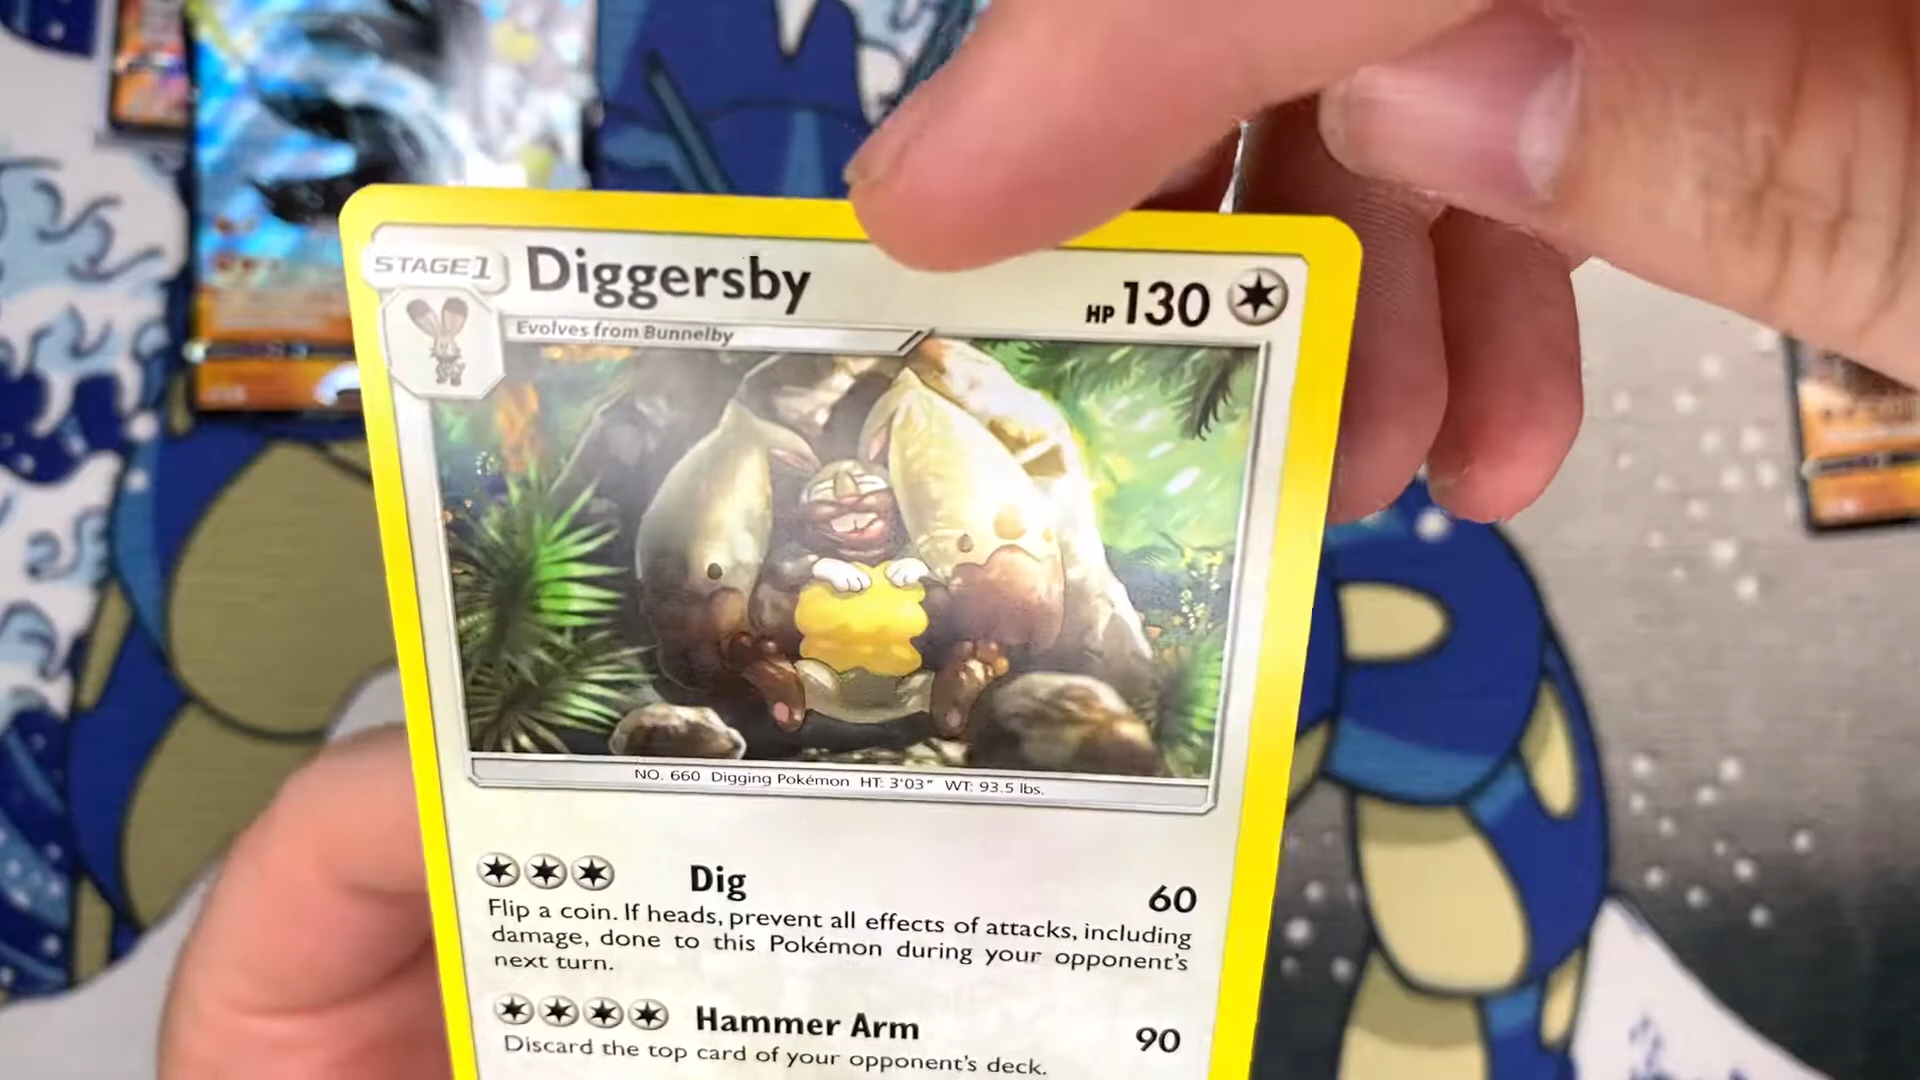 STAGE1 Diggersby HP 130
Evolves from Bunnelby
NO. 660 Digging Pokémon HT: 3'03" WT: 93.5 lbs.
Dig 60
Flip a coin. If heads, prevent all effects of attacks, including
damage, done to this Pokémon during your opponent's
next turn.
Hammer Arm 90
Discard the top card of your opponent's deck.